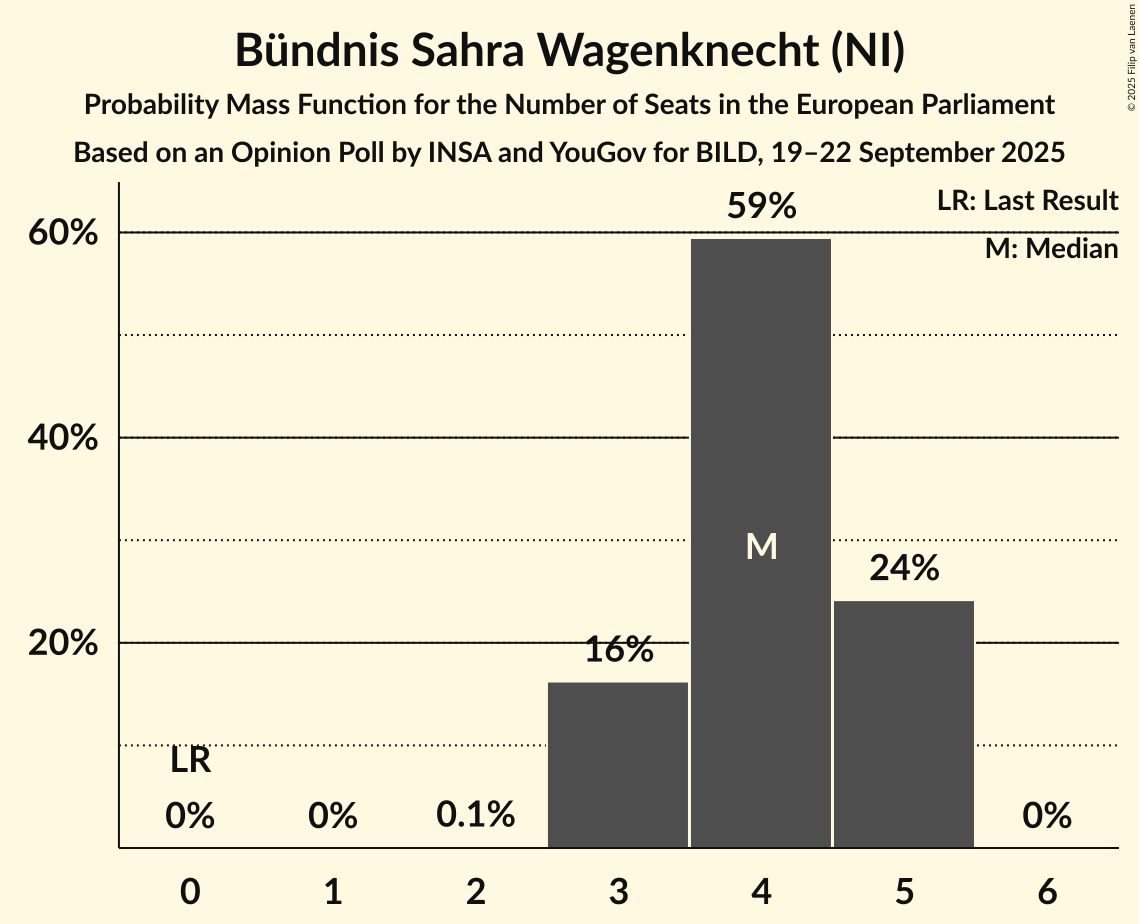 Bündnis Sahra Wagenknecht (NI)
Probability Mass Function for the Number of Seats in the European Parliament
Based on an Opinion Poll by INSA and YouGov for BILD, 19–22 September 2025
© 2025 Filip van Laenen
LR: Last Result
M: Median
60%
40%
20%
59%
M
24%
16%
LR
0%
0%
0.1%
0%
0
1
2
3
4
5
6